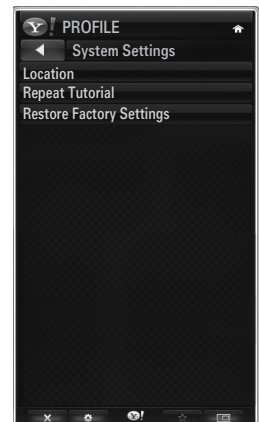 Y! PROFILE
System Settings
Location
Repeat Tutorial
Restore Factory Settings
Y!